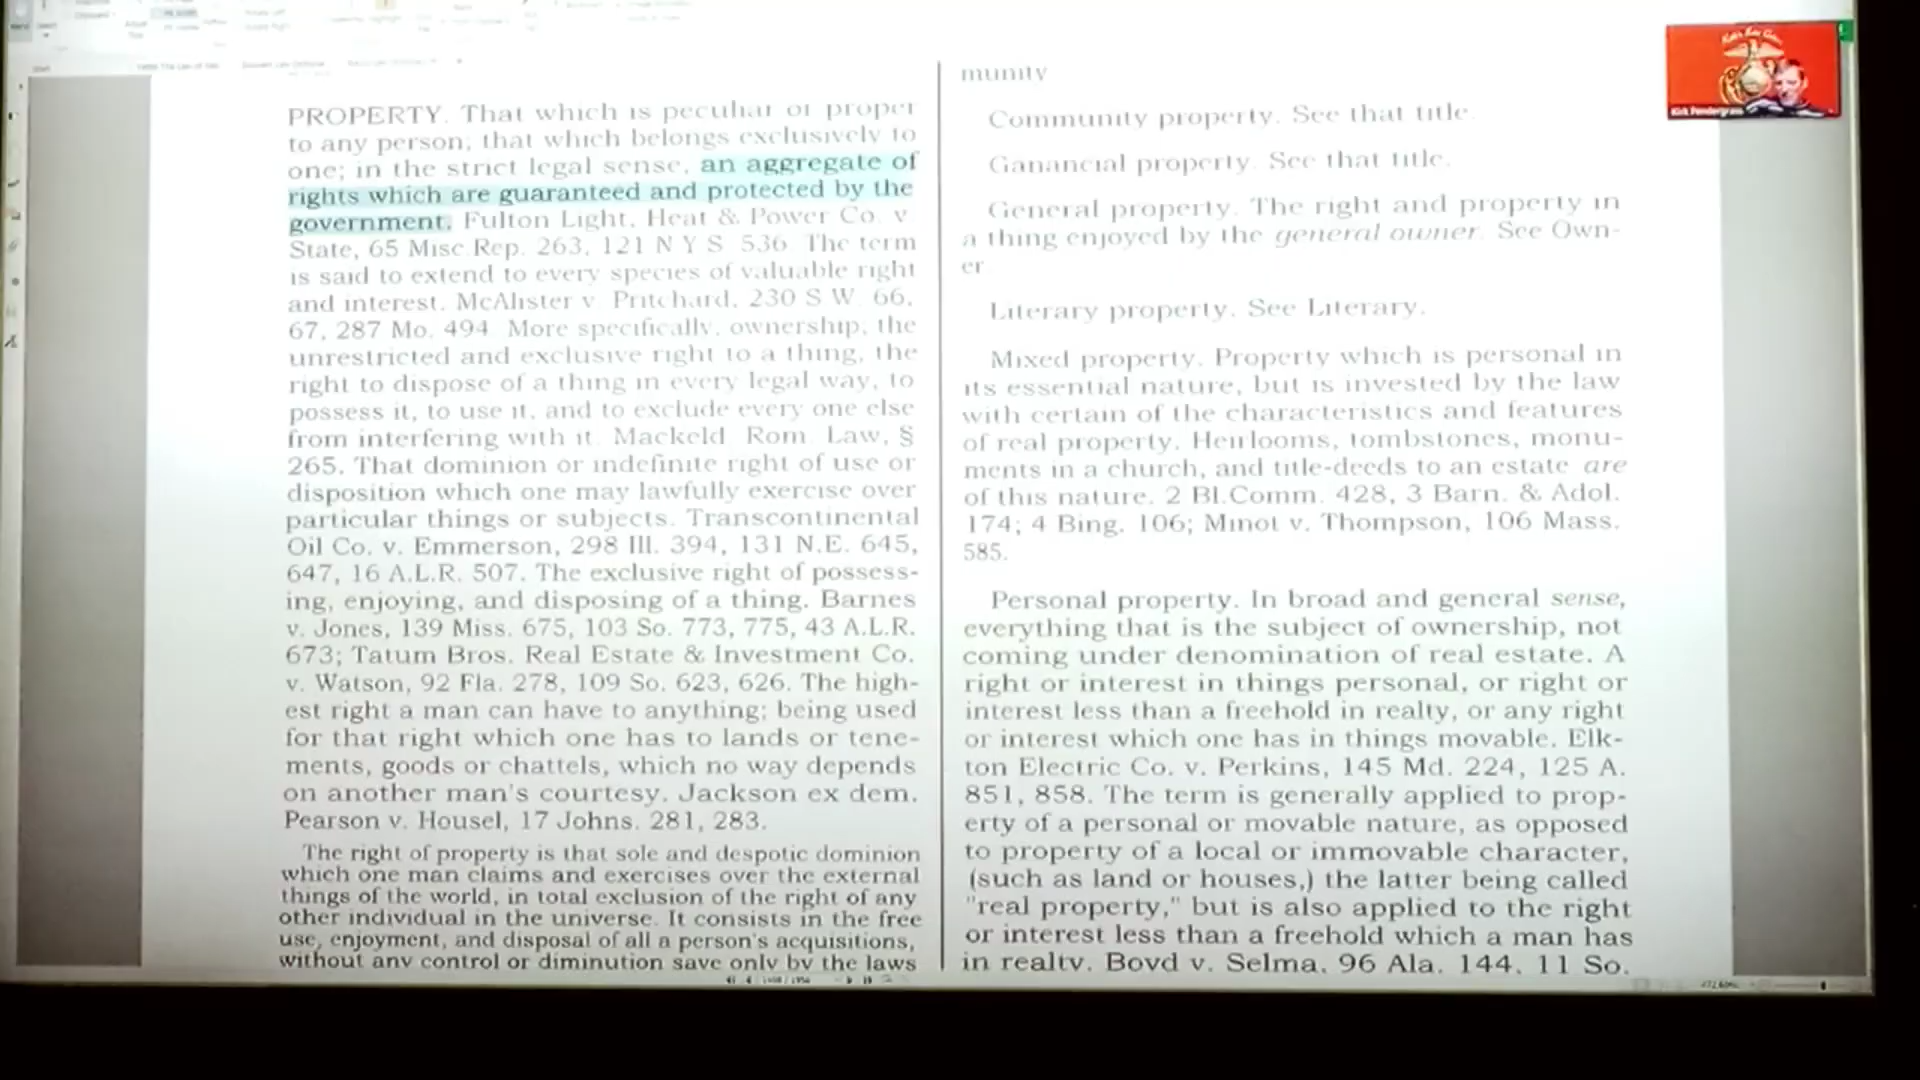 PROPERTY. That which is peculiar or proper
to any person; that which belongs exclusively to
one; in the strict legal sense, an aggregate of
rights which are guaranteed and protected by the
government. Fulton Light, Heat & Power Co. v.
State, 65 Misc.Rep. 263, 121 N.Y.S. 536. The term
is said to extend to every species of valuable right
and interest. McAlister v. Pritchard, 230 S.W. 66,
67, 287 Mo. 494. More specifically, ownership; the
unrestricted and exclusive right to a thing; the
right to dispose of a thing in every legal way, to
possess it, to use it, and to exclude every one else
from interfering with it. Mackeld. Rom. Law, §
265. That dominion or indefinite right of use or
disposition which one may lawfully exercise over
particular things or subjects. Transcontinental
Oil Co. v. Emmerson, 298 Ill. 394, 131 N.E. 645,
647, 16 A.L.R. 507. The exclusive right of possess-
ing, enjoying, and disposing of a thing. Barnes
v. Jones, 139 Miss. 675, 103 So. 773, 775, 43 A.L.R.
673; Tatum Bros. Real Estate & Investment Co.
v. Watson, 92 Fla. 278, 109 So. 623, 626. The high-
est right a man can have to anything; being used
for that right which one has to lands or tene-
ments, goods or chattels, which no way depends
on another man's courtesy. Jackson ex dem.
Pearson v. Housel, 17 Johns. 281, 283.
The right of property is that sole and despotic dominion
which one man claims and exercises over the external
things of the world, in total exclusion of the right of any
other individual in the universe. It consists in the free
use, enjoyment, and disposal of all a person's acquisitions,
without any control or diminution save only by the laws
munity
Community property. See that title.
Ganancial property. See that title.
General property. The right and property in
a thing enjoyed by the general owner. See Own-
er
Literary property. See Literary.
Mixed property. Property which is personal in
its essential nature, but is invested by the law
with certain of the characteristics and features
of real property. Heirlooms, tombstones, monu-
ments in a church, and title-deeds to an estate are
of this nature. 2 Bl.Comm. 428, 3 Barn. & Adol.
174; 4 Bing. 106; Minot v. Thompson, 106 Mass.
585.
Personal property. In broad and general sense,
everything that is the subject of ownership, not
coming under denomination of real estate. A
right or interest in things personal, or right or
interest less than a freehold in realty, or any right
or interest which one has in things movable. Elk-
ton Electric Co. v. Perkins, 145 Md. 224, 125 A.
851, 858. The term is generally applied to prop-
erty of a personal or movable nature, as opposed
to property of a local or immovable character,
(such as land or houses,) the latter being called
"real property," but is also applied to the right
or interest less than a freehold which a man has
in realty. Boyd v. Selma, 96 Ala. 144, 11 So.